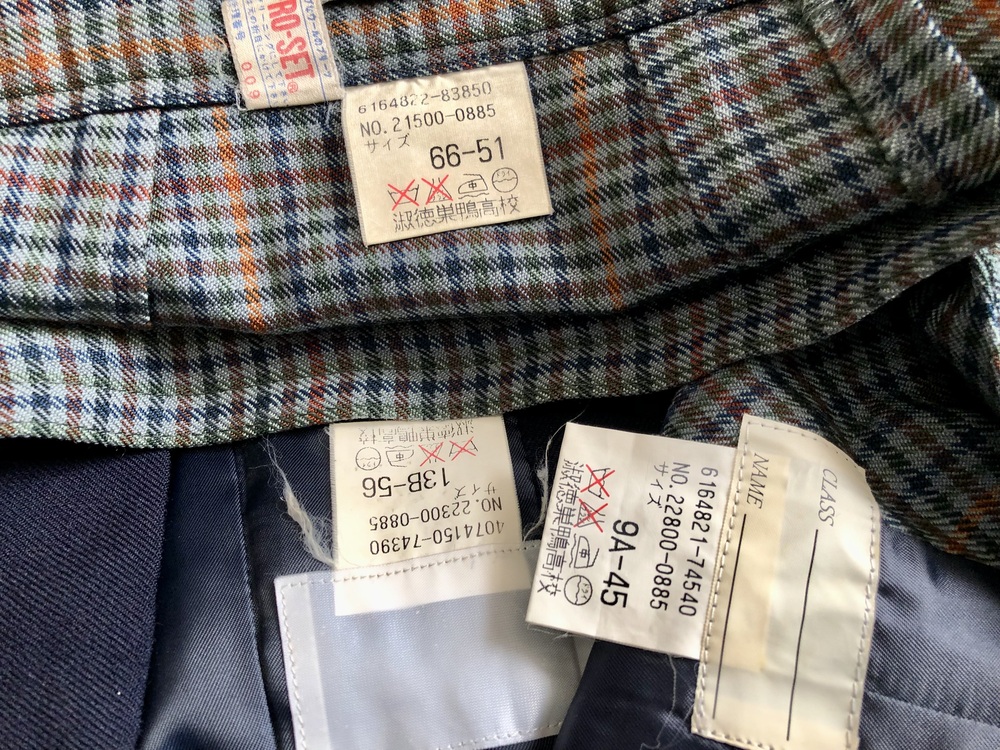 RO-SET®
009
6164822-83850
NO.21500-0885
サイズ
66-51
淑徳巣鴨高校
4074150-74390
NO.22300-0885
サイズ
13B-56
淑徳巣鴨高校
6164821-74540
NO.22800-0885
サイズ
9A-45
淑徳巣鴨高校
CLASS
NAME